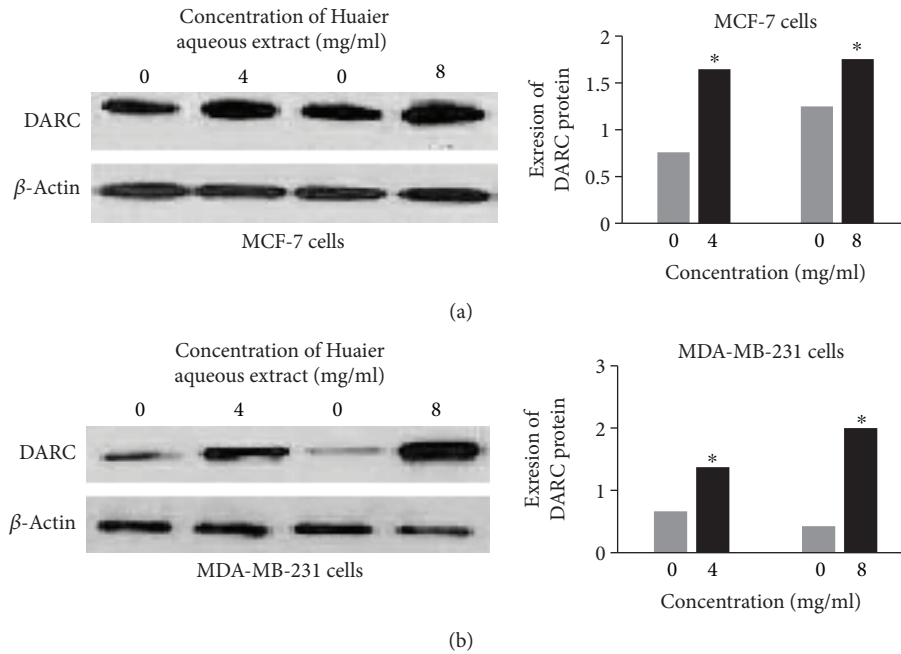 Concentration of Huaier
aqueous extract (mg/ml)
0 4 0 8
DARC
β-Actin
MCF-7 cells
MCF-7 cells
2
1.5
1
0.5
0
Exresion of
DARC protein
* *
0 4 0 8
Concentration (mg/ml)
(a)
Concentration of Huaier
aqueous extract (mg/ml)
0 4 0 8
DARC
β-Actin
MDA-MB-231 cells
MDA-MB-231 cells
3
2
1
0
Exresion of
DARC protein
* *
0 4 0 8
Concentration (mg/ml)
(b)